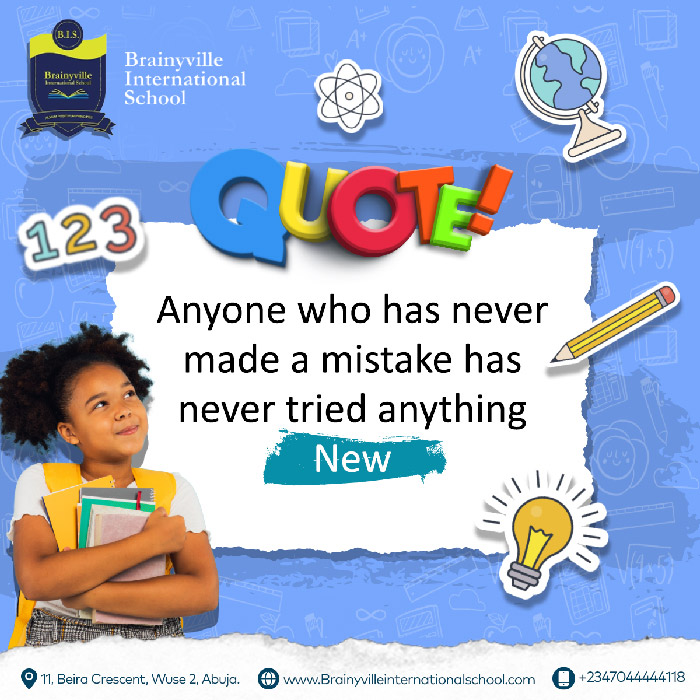 B.I.S.
Brainyville
International School
Brainyville
International
School
QUOTE!
123
Anyone who has never
made a mistake has
never tried anything
New
11, Beira Crescent, Wuse 2, Abuja.
www.Brainyvilleinternationalschool.com
+2347044444118